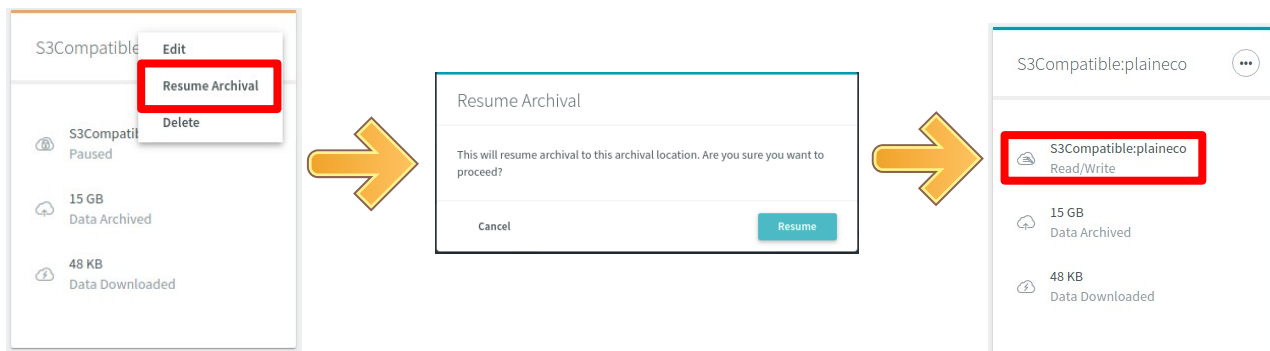 S3Compatible
Edit
Resume Archival
Delete
S3Compatib
Paused
15 GB
Data Archived
48 KB
Data Downloaded
Resume Archival
This will resume archival to this archival location. Are you sure you want to
proceed?
Cancel
Resume
S3Compatible:plaineco
S3Compatible:plaineco
Read/Write
15 GB
Data Archived
48 KB
Data Downloaded